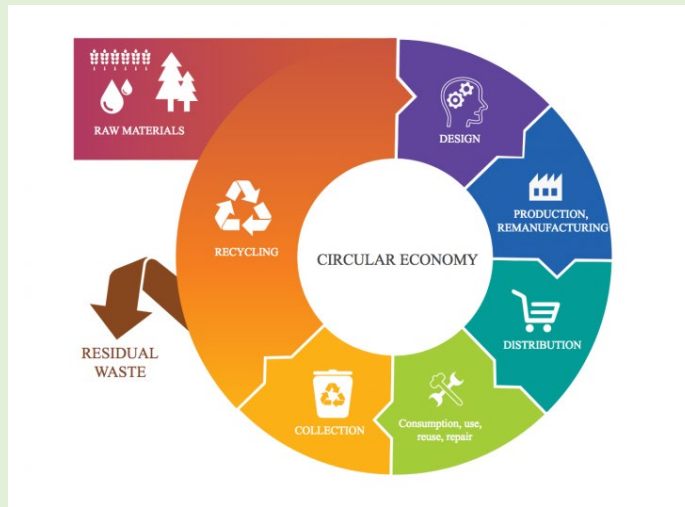 RAW MATERIALS
DESIGN
PRODUCTION,
REMANUFACTURING
RECYCLING
CIRCULAR ECONOMY
DISTRIBUTION
RESIDUAL
WASTE
COLLECTION
Consumption, use,
reuse, repair